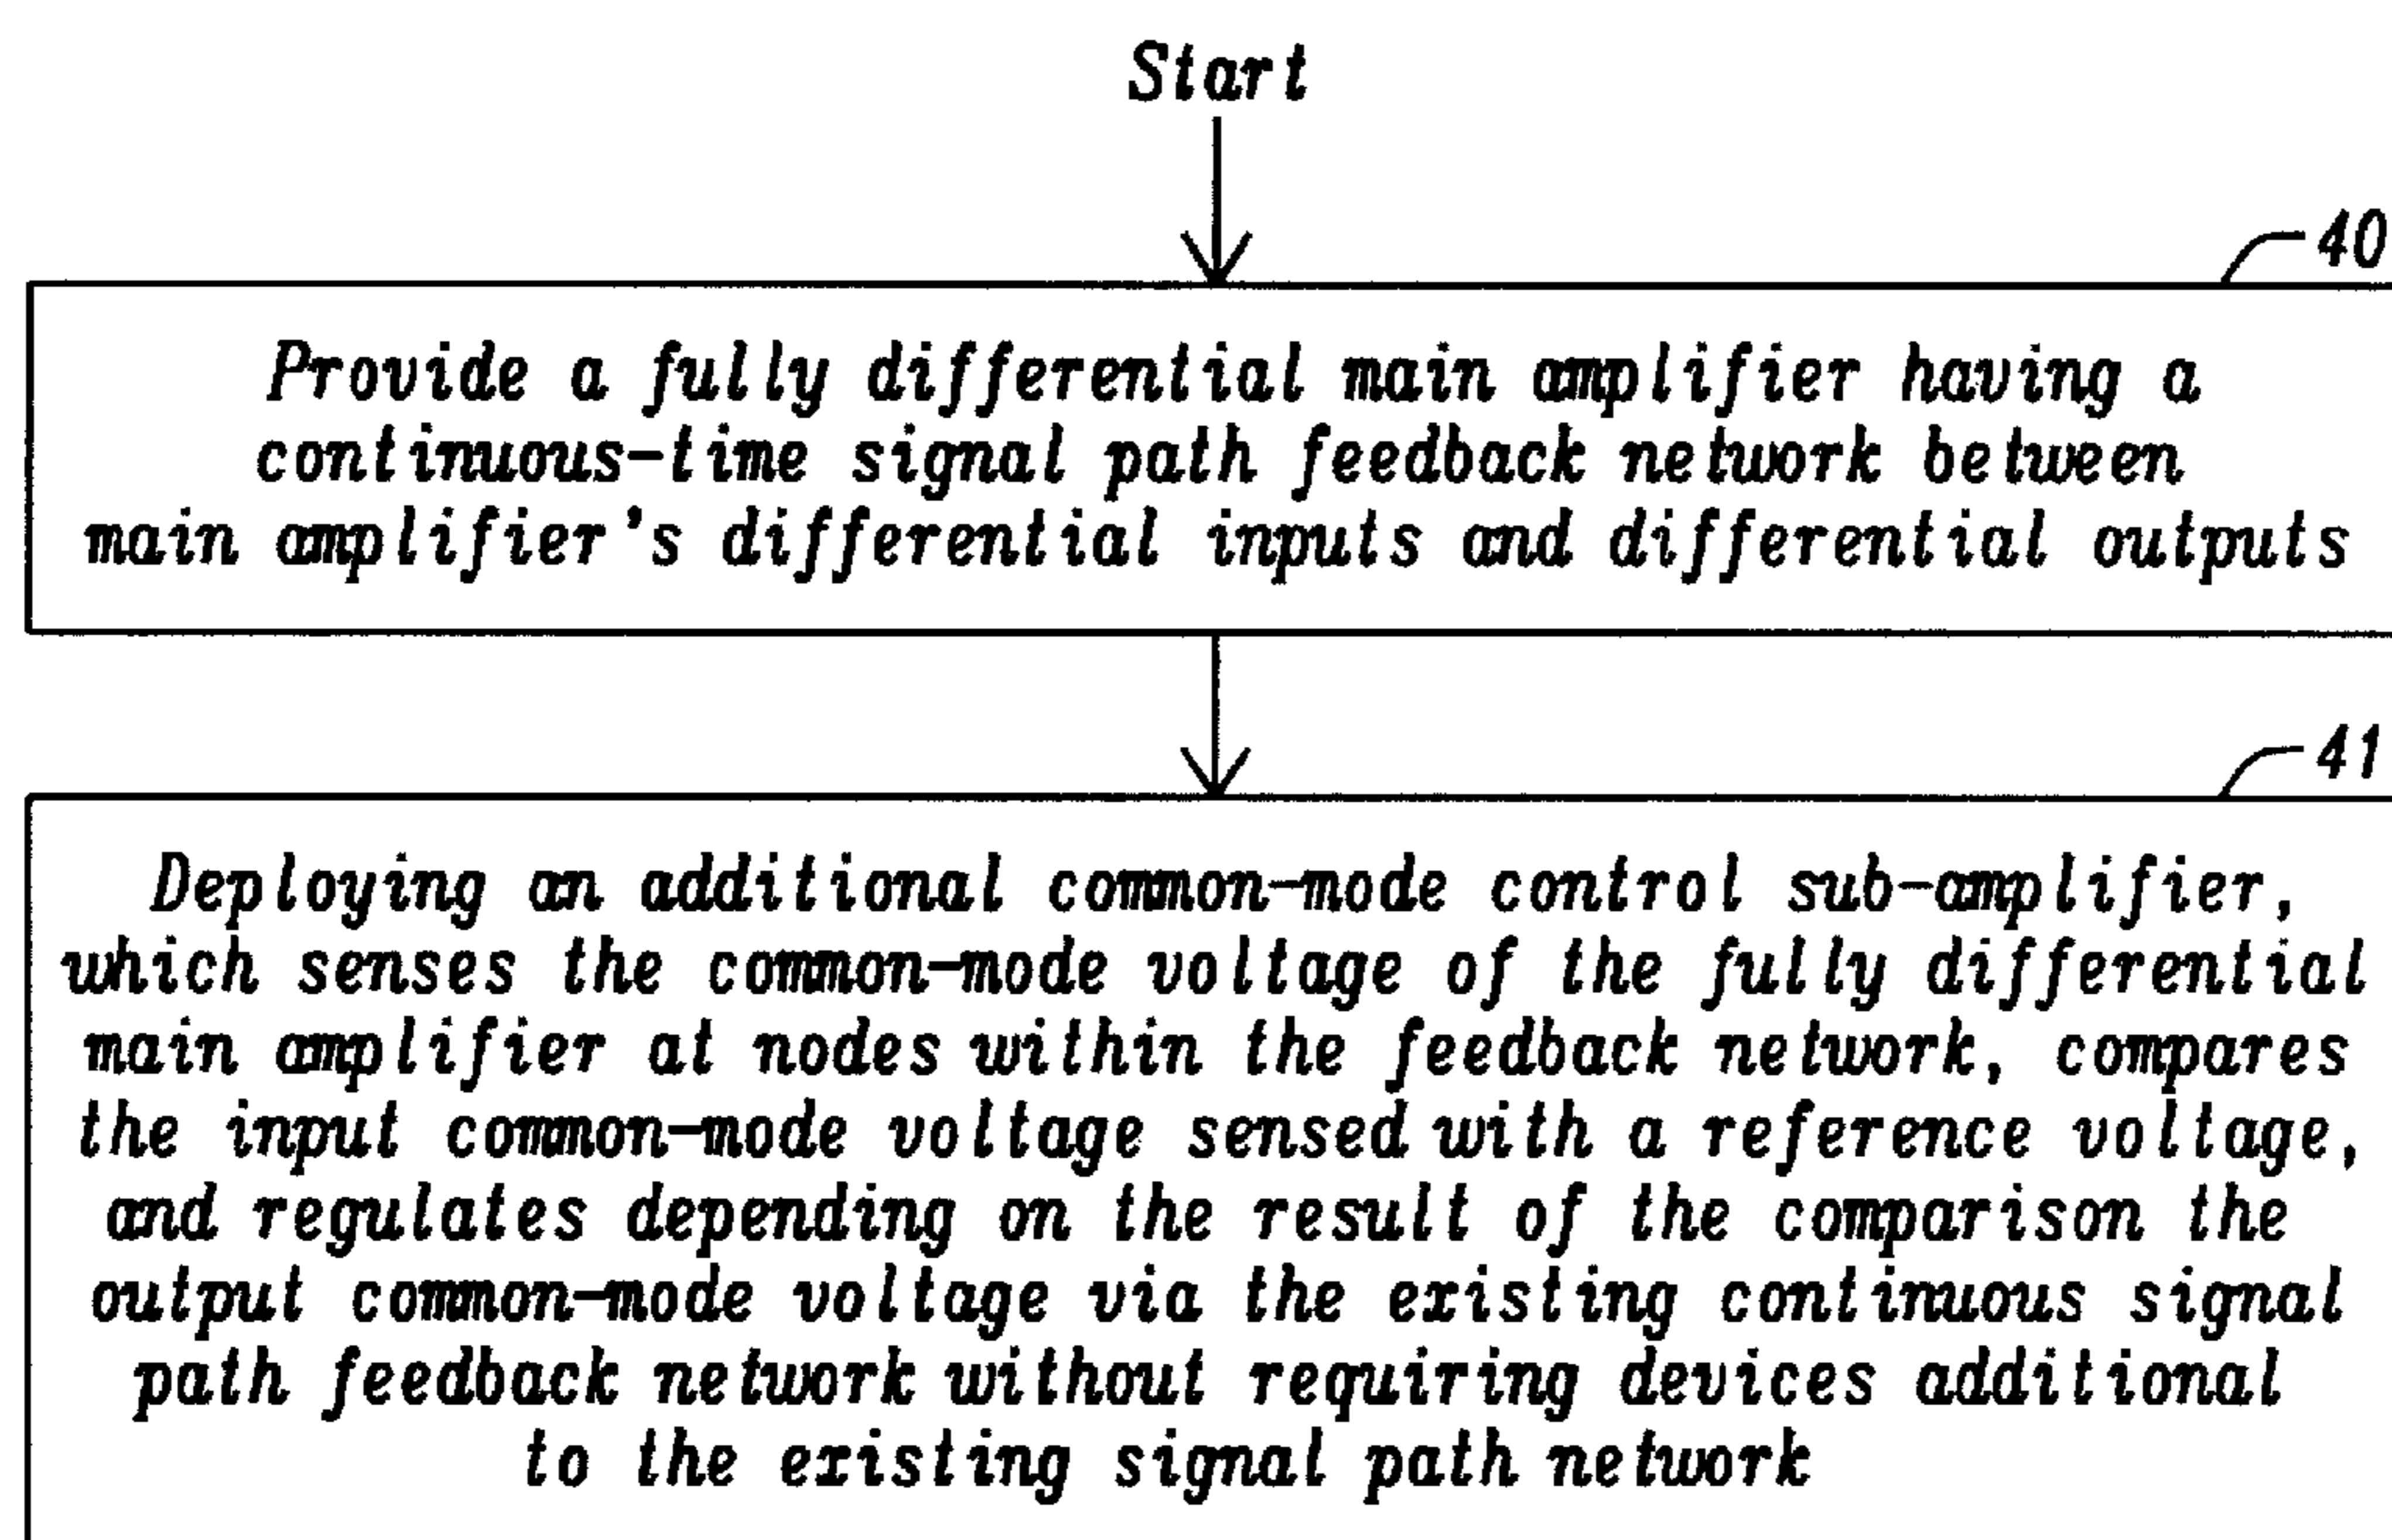 Start
40
Provide a fully differential main amplifier having a
continuous-time signal path feedback network between
main amplifier's differential inputs and differential outputs
41
Deploying an additional common-mode control sub-amplifier,
which senses the common-mode voltage of the fully differential
main amplifier at nodes within the feedback network, compares
the input common-mode voltage sensed with a reference voltage,
and regulates depending on the result of the comparison the
output common-mode voltage via the existing continuous signal
path feedback network without requiring devices additional
to the existing signal path network